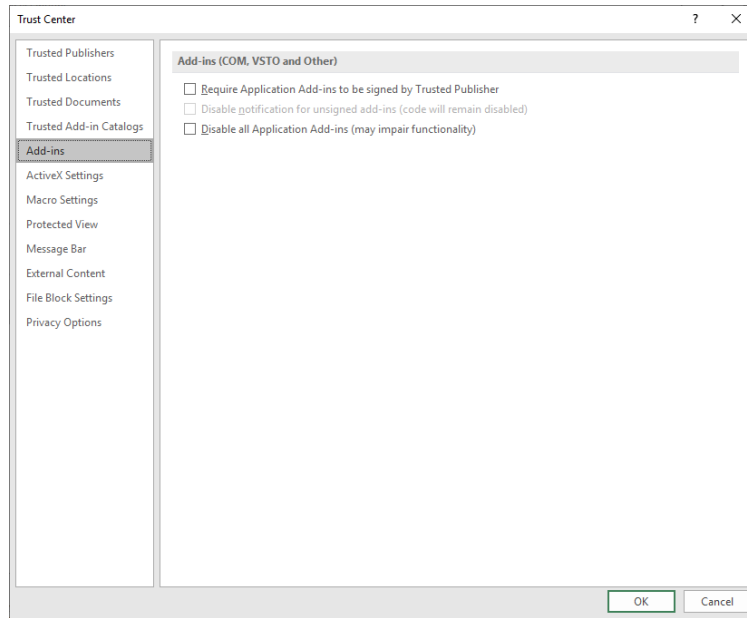 Trust Center
?
Trusted Publishers
Trusted Locations
Trusted Documents
Trusted Add-in Catalogs
Add-ins
ActiveX Settings
Macro Settings
Protected View
Message Bar
External Content
File Block Settings
Privacy Options
Add-ins (COM, VSTO and Other)
Require Application Add-ins to be signed by Trusted Publisher
Disable notification for unsigned add-ins (code will remain disabled)
Disable all Application Add-ins (may impair functionality)
OK
Cancel